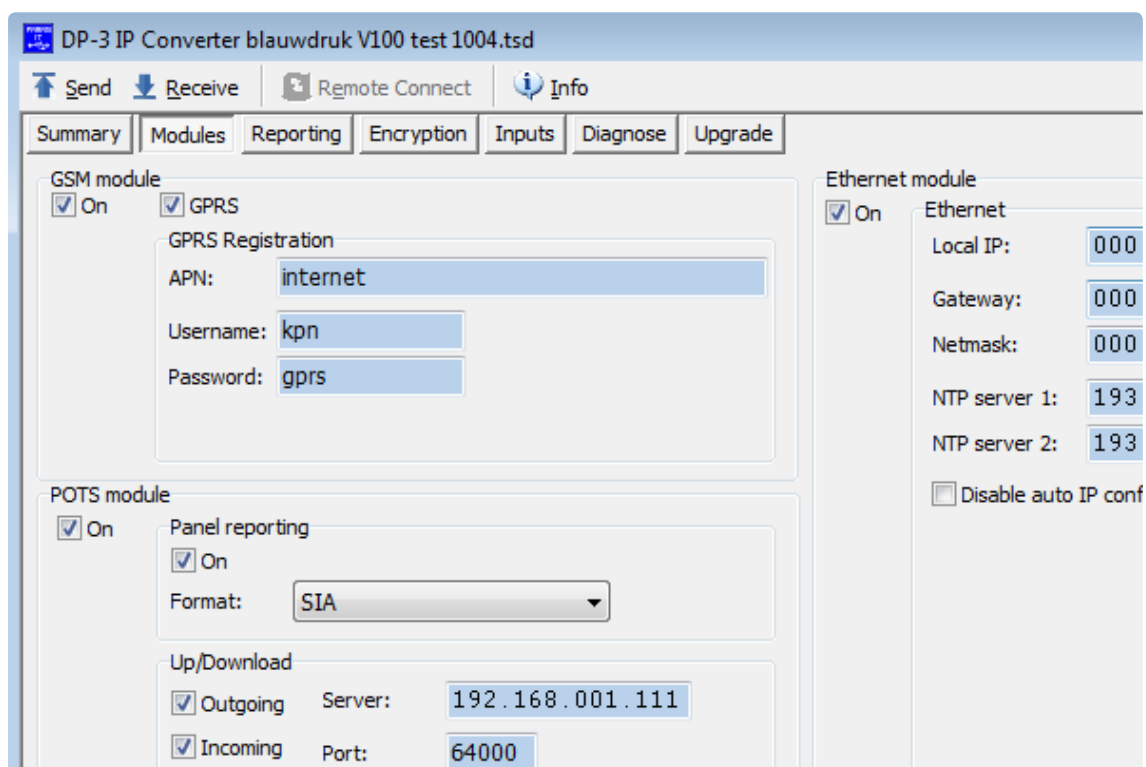 DP-3 IP Converter blauwdruk V100 test 1004.tsd
Send Receive Remote Connect Info
Summary Modules Reporting Encryption Inputs Diagnose Upgrade
GSM module
On GPRS
GPRS Registration
APN: internet
Username: kpn
Password: gprs
POTS module
On Panel reporting
On
Format: SIA
Up/Download
Outgoing Server: 192.168.001.111
Incoming Port: 64000
Ethernet module
On Ethernet
Local IP: 000
Gateway: 000
Netmask: 000
NTP server 1: 193
NTP server 2: 193
Disable auto IP conf